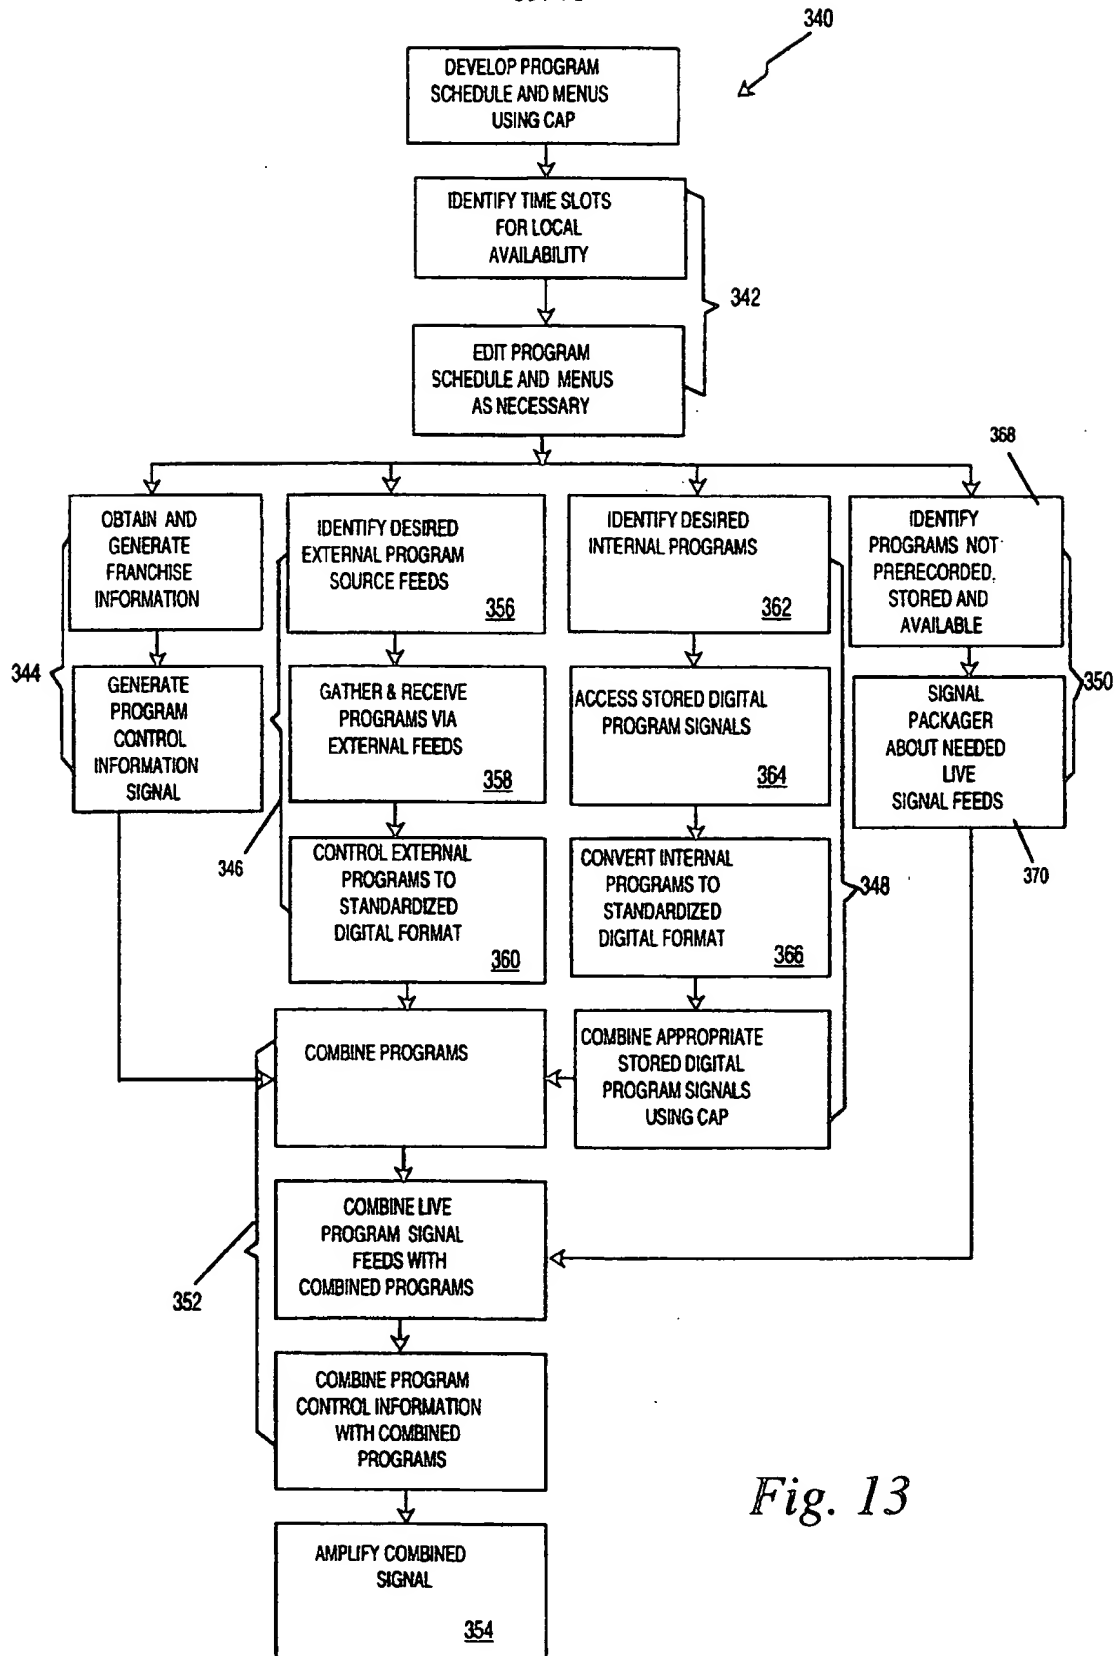 340
DEVELOP PROGRAM
SCHEDULE AND MENUS
USING CAP
IDENTIFY TIME SLOTS
FOR LOCAL
AVAILABILITY
342
EDIT PROGRAM
SCHEDULE AND MENUS
AS NECESSARY
368
OBTAIN AND
GENERATE
FRANCHISE
INFORMATION
IDENTIFY DESIRED
EXTERNAL PROGRAM
SOURCE FEEDS
356
IDENTIFY DESIRED
INTERNAL PROGRAMS
362
IDENTIFY
PROGRAMS NOT
PRERECORDED,
STORED AND
AVAILABLE
344
350
GENERATE
PROGRAM
CONTROL
INFORMATION
SIGNAL
GATHER & RECEIVE
PROGRAMS VIA
EXTERNAL FEEDS
358
ACCESS STORED DIGITAL
PROGRAM SIGNALS
364
SIGNAL
PACKAGER
ABOUT NEEDED
LIVE
SIGNAL FEEDS
346
CONTROL EXTERNAL
PROGRAMS TO
STANDARDIZED
DIGITAL FORMAT
360
CONVERT INTERNAL
PROGRAMS TO
STANDARDIZED
DIGITAL FORMAT
366
348
370
COMBINE PROGRAMS
COMBINE APPROPRIATE
STORED DIGITAL
PROGRAM SIGNALS
USING CAP
COMBINE LIVE
PROGRAM SIGNAL
FEEDS WITH
COMBINED PROGRAMS
352
COMBINE PROGRAM
CONTROL INFORMATION
WITH COMBINED
PROGRAMS
AMPLIFY COMBINED
SIGNAL
354
Fig. 13